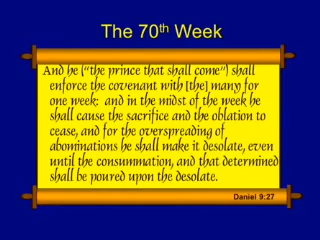 The 70th Week
And he ("the prince that shall come") shall
enforce the covenant with [the] many for
one week: and in the midst of the week he
shall cause the sacrifice and the oblation to
cease, and for the overspreading of
abominations he shall make it desolate, even
until the consummation, and that determined
shall be poured upon the desolate.
Daniel 9:27